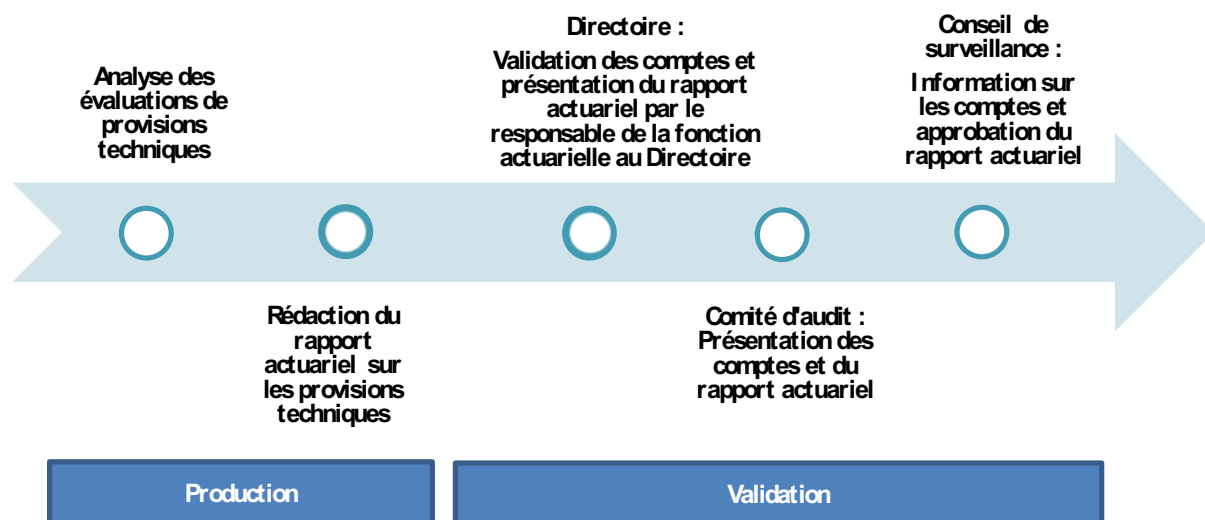 Analyse des
évaluations de
provisions
techniques
Rédaction du
rapport
actuariel sur
les provisions
techniques
Directoire :
Validation des comptes et
présentation du rapport
actuariel par le
responsable de la fonction
actuarielle au Directoire
Comité d'audit :
Présentation des
comptes et du
rapport actuariel
Conseil de
surveillance :
Information sur
les comptes et
approbation du
rapport actuariel
Production
Validation